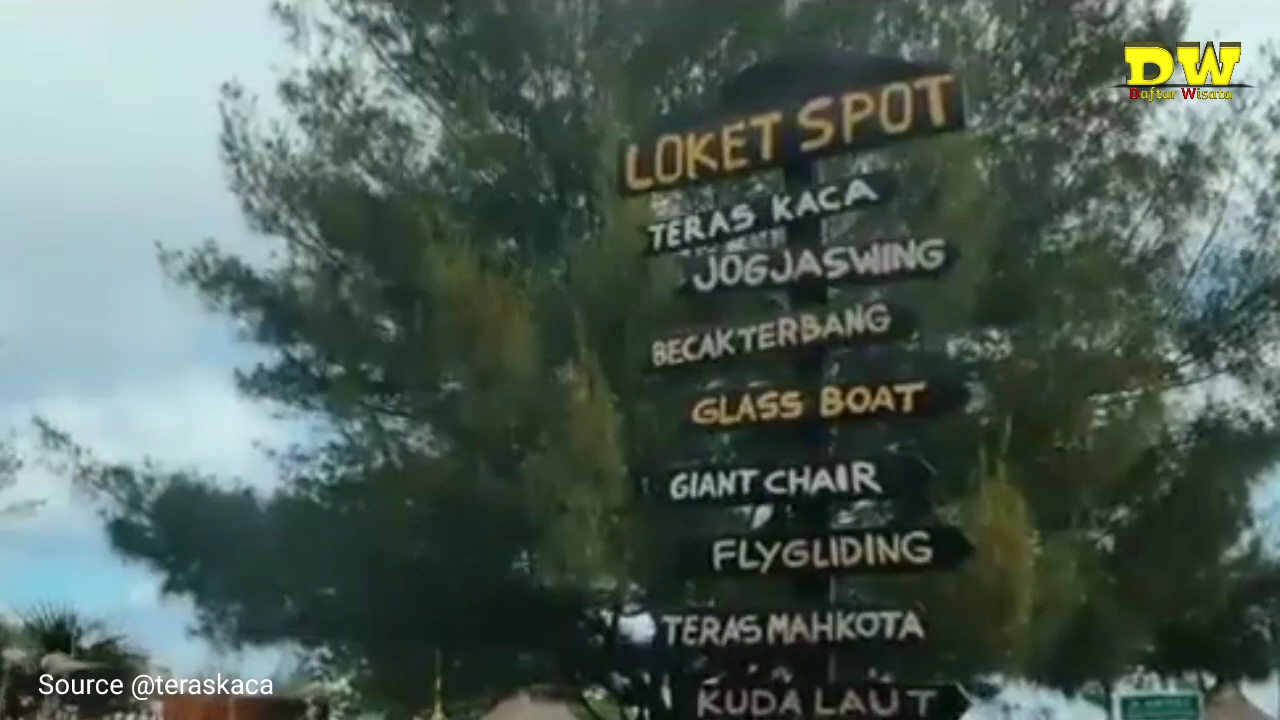 DW
Daftar Wisata
LOKET SPOT
TERAS KACA
JOGJASWING
BECAKTERBANG
GLASS BOAT
GIANT CHAIR
FLYGLIDING
TERAS MAHKOTA
KUDA LAUT
Source @teraskaca